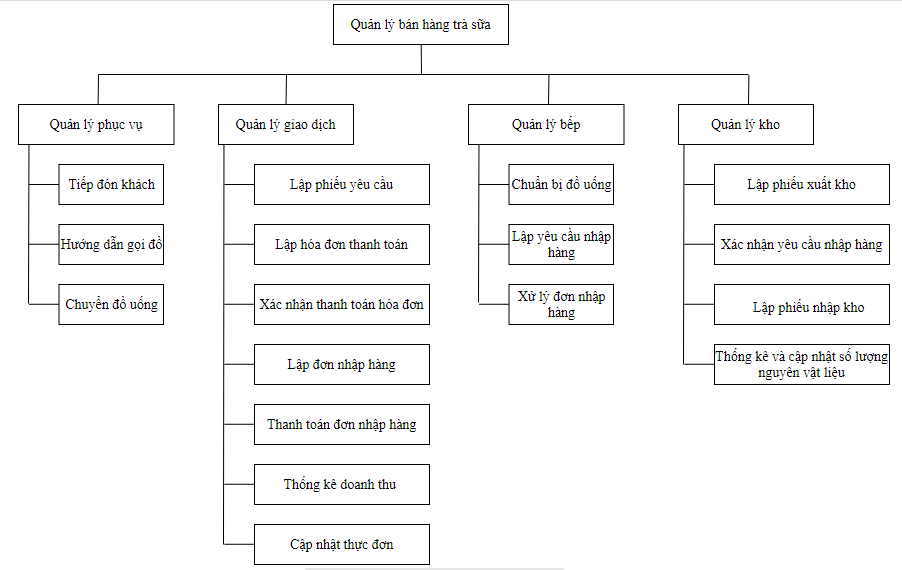 Quản lý bán hàng trà sữa
Quản lý phục vụ
Tiếp đón khách
Hướng dẫn gọi đồ
Chuyển đồ uống
Quản lý giao dịch
Lập phiếu yêu cầu
Lập hóa đơn thanh toán
Xác nhận thanh toán hóa đơn
Lập đơn nhập hàng
Thanh toán đơn nhập hàng
Thống kê doanh thu
Cập nhật thực đơn
Quản lý bếp
Chuẩn bị đồ uống
Lập yêu cầu nhập
hàng
Xử lý đơn nhập
hàng
Quản lý kho
Lập phiếu xuất kho
Xác nhận yêu cầu nhập hàng
Lập phiếu nhập kho
Thống kê và cập nhật số lượng
nguyên vật liệu